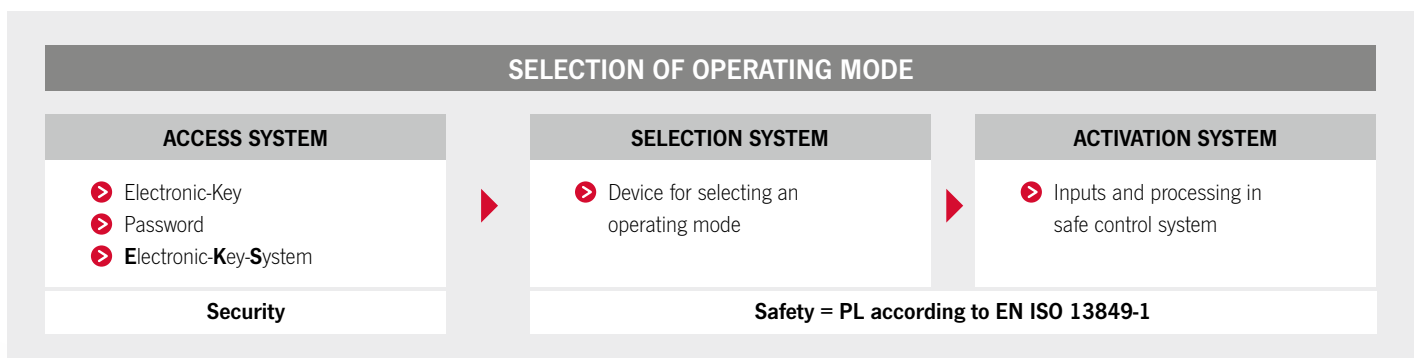 SELECTION OF OPERATING MODE
ACCESS SYSTEM
Electronic-Key
Password
Electronic-Key-System
Security
SELECTION SYSTEM
Device for selecting an
operating mode
ACTIVATION SYSTEM
Inputs and processing in
safe control system
Safety = PL according to EN ISO 13849-1